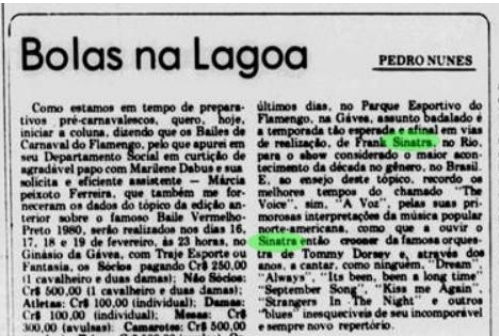 Bolas na Lagoa
PEDRO NUNES
Como estamos em tempo de prepara-
tivos pré-carnavalescos, quero, hoje,
iniciar a coluna, dizendo que os Bailes de
Carnaval do Flamengo, pelo que apurei em
seu Departamento Social em curtição de
agradável papo com Marilene Dabus e sua
solícita e eficiente assistente — Márcia
peixoto Ferreira, que também me for-
neceram os dados do tópico da edição an-
terior sobre o famoso Baile Vermelho-
Preto 1980, serão realizados nos dias 16,
17, 18 e 19 de fevereiro, às 23 horas, no
Ginásio da Gávea, com Traje Esporte ou
Fantasia, os Sócios pagando Cr$ 250,00
(1 cavalheiro e duas damas); Não Sócios:
Cr$ 500,00 (1 cavalheiro e duas damas);
Atletas: Cr$ 100,00 (individual); Damas:
Cr$ 100,00 (individual); Mesas: Cr$
300,00 (avulsas); Camarotes: Cr$ 500,00
últimos dias, no Parque Esportivo do
Flamengo, na Gávea, assunto badalado é
a temporada tão esperada e afinal em vias
de realização, de Frank Sinatra, no Rio,
para o show considerado o maior acon-
tecimento da década no gênero, no Brasil.
E, ao ensejo deste tópico, recordo os
melhores tempos do chamado "The
Voice", sim, "A Voz", pelas suas pri-
morosas interpretações da música popular
norte-americana, como que a ouvir o
Sinatra então crooner da famosa orques-
tra de Tommy Dorsey e, através dos
anos, a cantar, como ninguém, "Dream",
"Always", "Its been, been a long time"
"September Song", "Kiss me Again",
"Strangers In The Night" e outros
"blues" inesquecíveis de seu incomparável
e sempre novo repertório.